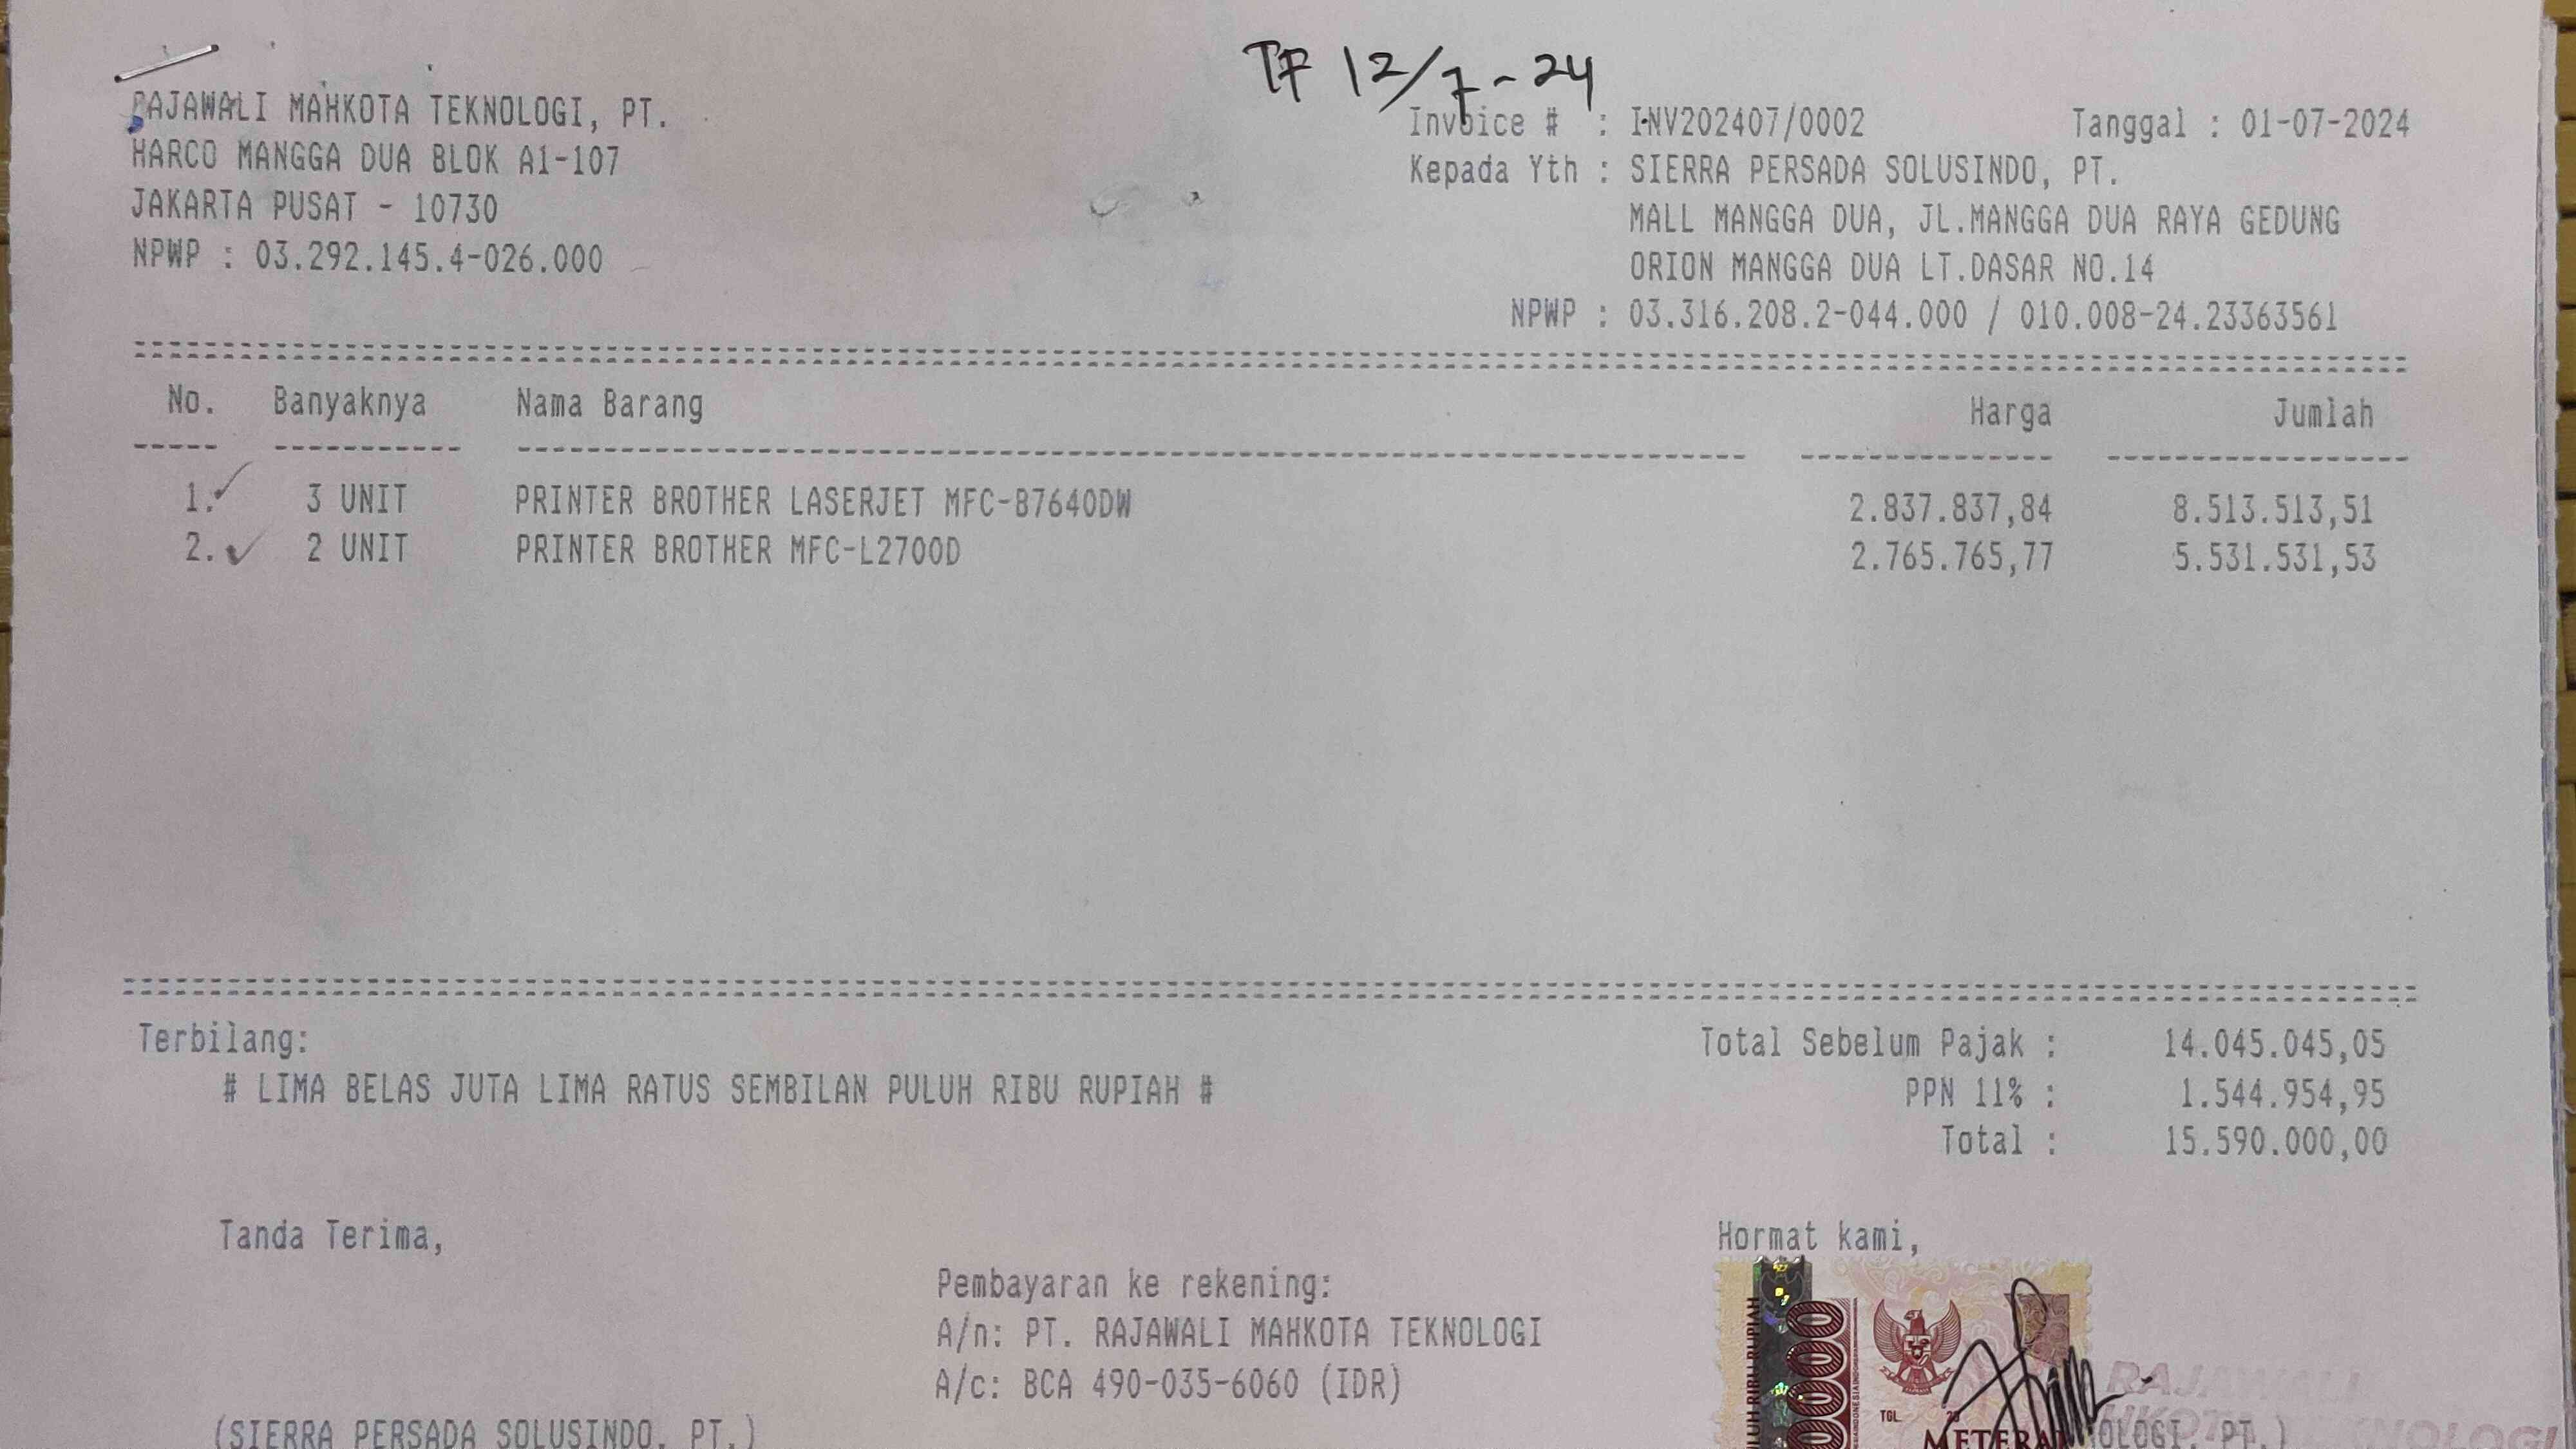 TF 12/7-24
RAJAWALI MAHKOTA TEKNOLOGI, PT.
HARCO MANGGA DUA BLOK A1-107
JAKARTA PUSAT - 10730
NPWP : 03.292.145.4-026.000
Invoice # : INV202407/0002 Tanggal : 01-07-2024
Kepada Yth : SIERRA PERSADA SOLUSINDO, PT.
MALL MANGGA DUA, JL.MANGGA DUA RAYA GEDUNG
ORION MANGGA DUA LT.DASAR NO.14
NPWP : 03.316.208.2-044.000 / 010.008-24.23363561
No. Banyaknya Nama Barang Harga Jumlah
1. 3 UNIT PRINTER BROTHER LASERJET MFC-B7640DW 2.837.837,84 8.513.513,51
2. 2 UNIT PRINTER BROTHER MFC-L2700D 2.765.765,77 5.531.531,53
Terbilang:
# LIMA BELAS JUTA LIMA RATUS SEMBILAN PULUH RIBU RUPIAH #
Total Sebelum Pajak : 14.045.045,05
PPN 11% : 1.544.954,95
Total : 15.590.000,00
Tanda Terima,
Hormat kami,
Pembayaran ke rekening:
A/n: PT. RAJAWALI MAHKOTA TEKNOLOGI
A/c: BCA 490-035-6060 (IDR)
(SIERRA PERSADA SOLUSINDO, PT.)
TGL
RAJAWALI